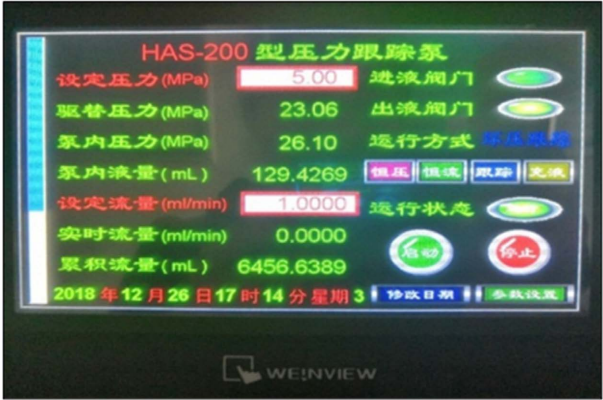 HAS-200 型压力跟踪泵
设定压力(MPa) 5.00 进液阀门
驱替压力(MPa) 23.06 出液阀门
泵内压力(MPa) 26.10 运行方式
泵内液量(mL) 129.4269 恒压 恒流 跟踪 充液
设定流量(ml/min) 1.0000 运行状态
实时流量(ml/min) 0.0000 启动 停止
累积流量(mL) 6456.6389
2018 年 12 月 26 日 17 时 14 分 星期 3 修改日期 参数设置
WEINVIEW